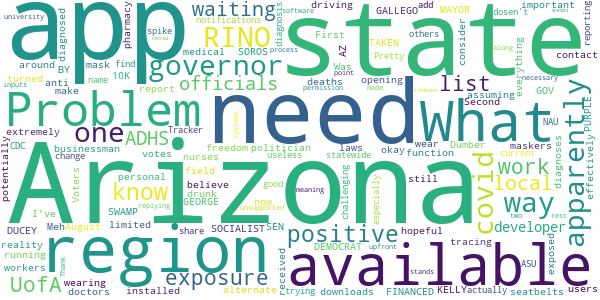 app
state
Arizona
need
what
region
available
Problem
governor
RINO
waiting
officials
one
ADHS
know
UofA
positive
exposure
covid
list
work
way
local
developer
apparently
pharmacy
notifications
driving
GALLEGO
MAYOR
add
important
diagnosis
others
SOROS
TAKEN
AZ
consider
reporting
diagnosed
spike
First
Pretty
dosen't
around
mask
find
medical
deaths
Was
everything
contact
BY
turned
10K
anti
name
make
report
opening
GOV
assuming
Second
PURPLE
potentially
extremely
Tracker
laws
maskers
NAU
CDC
businessman
votes
freedom
politician
okay
wear
function
Dumber
change
nurses
useless
statewide
diagnoses
effectively
personal
believe
field
good
current
Voters
I've
drunk
GEORGE
now
unsupported
challenging
especially
still
DUCEY
Meh
August
SWAMP
limited
replying
SOCIALIST
SEN
hopeful
two
rest
reality
share
meaning
DEMOCRAT
upfront
tracing
ASU
exposed
running
workers
Thank
wearing
doctors
installed
alternate
received
trying
downloads
FINANCED
stands
KELLY
actually
seatbelts
users
university
software
process
point
permission
made
necessary
along
inputs
systems